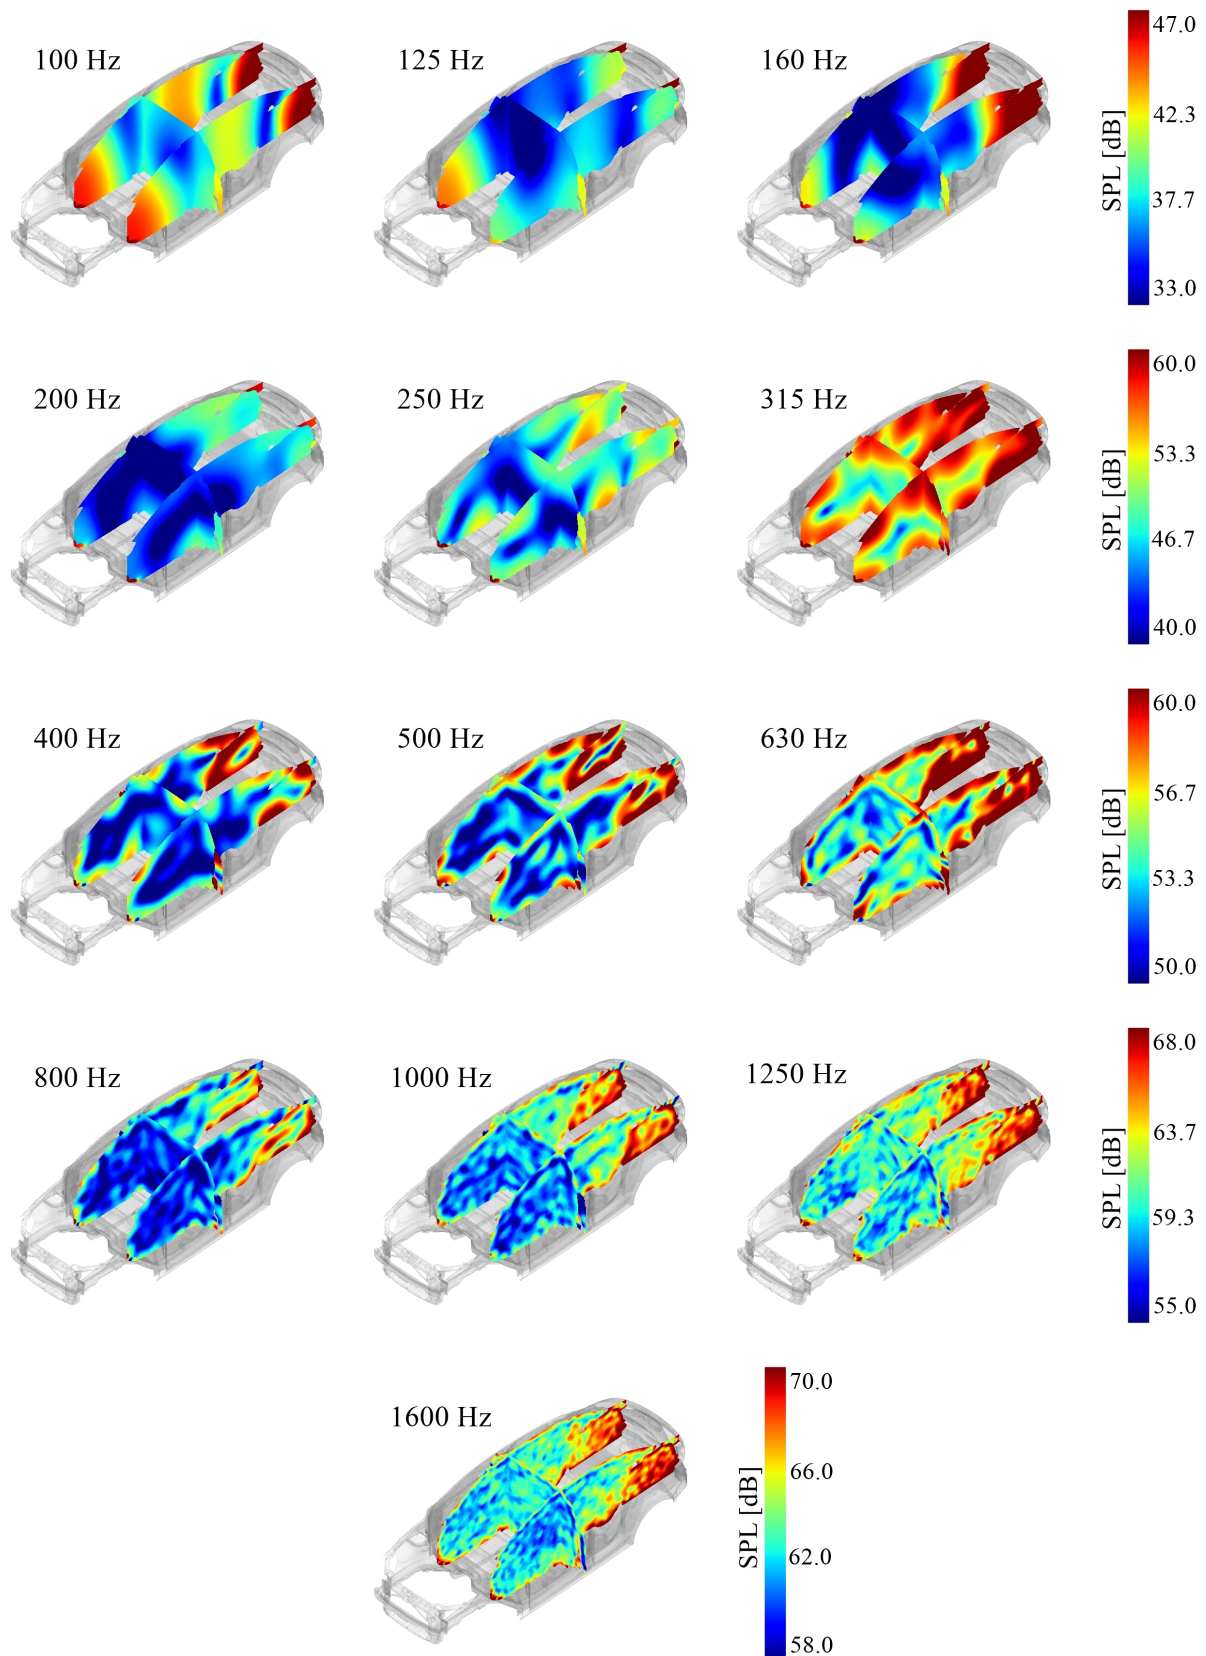 100 Hz
125 Hz
160 Hz
SPL [dB]
47.0
42.3
37.7
33.0
200 Hz
250 Hz
315 Hz
SPL [dB]
60.0
53.3
46.7
40.0
400 Hz
500 Hz
630 Hz
SPL [dB]
60.0
56.7
53.3
50.0
800 Hz
1000 Hz
1250 Hz
SPL [dB]
68.0
63.7
59.3
55.0
1600 Hz
SPL [dB]
70.0
66.0
62.0
58.0